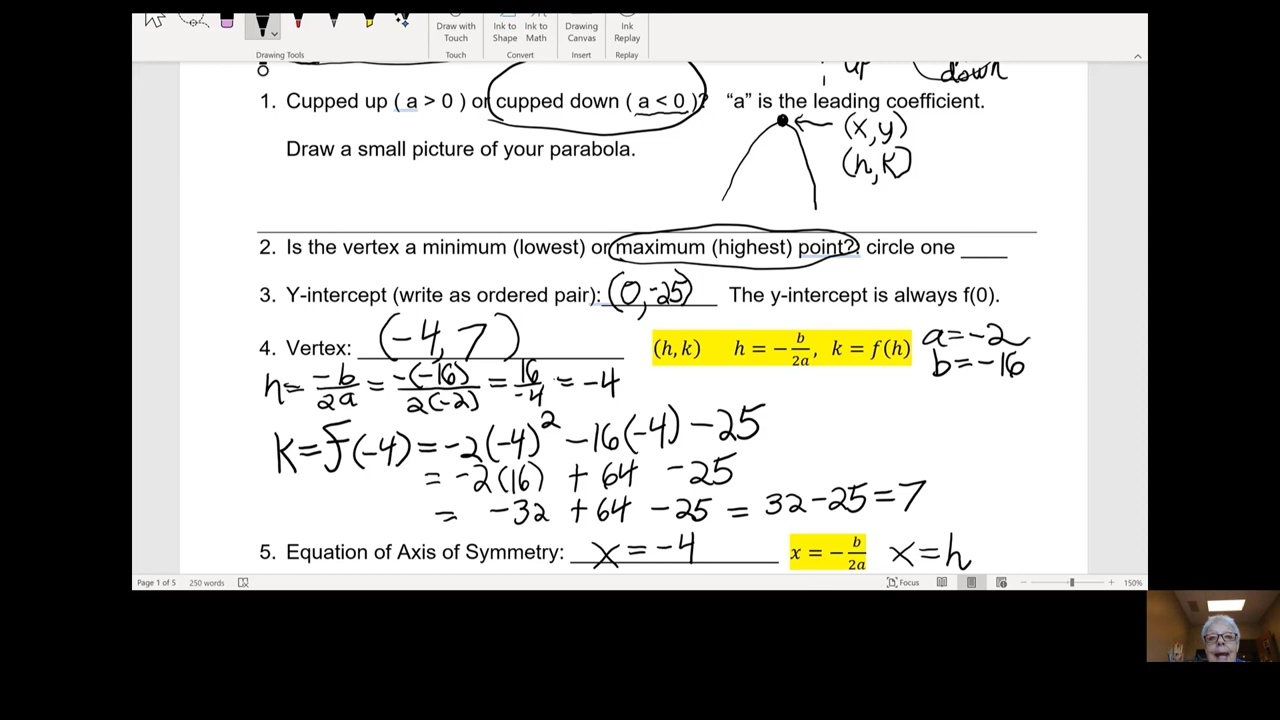 Draw with Touch
Ink to Shape
Ink to Math
Drawing Canvas
Ink Replay
Drawing Tools
Touch
Convert
Insert
Replay
up
down
1. Cupped up ( a > 0 ) or cupped down ( a < 0 )? “a” is the leading coefficient.
(x,y)
Draw a small picture of your parabola.
(h,k)
2. Is the vertex a minimum (lowest) or maximum (highest) point?. circle one ____
3. Y-intercept (write as ordered pair): (0,-25) The y-intercept is always f(0).
4. Vertex: (-4,7) (h, k) h = −b/2a, k = f(h) a=-2
b=-16
h= -b/2a = -(-16)/2(-2) = 16/-4 = -4
K=f(-4)=-2(-4)²-16(-4)-25
= -2(16) + 64 -25
= -32 + 64 -25 = 32-25=7
5. Equation of Axis of Symmetry: x=-4 x = −b/2a x=h
Page 1 of 5 250 words Focus 150%